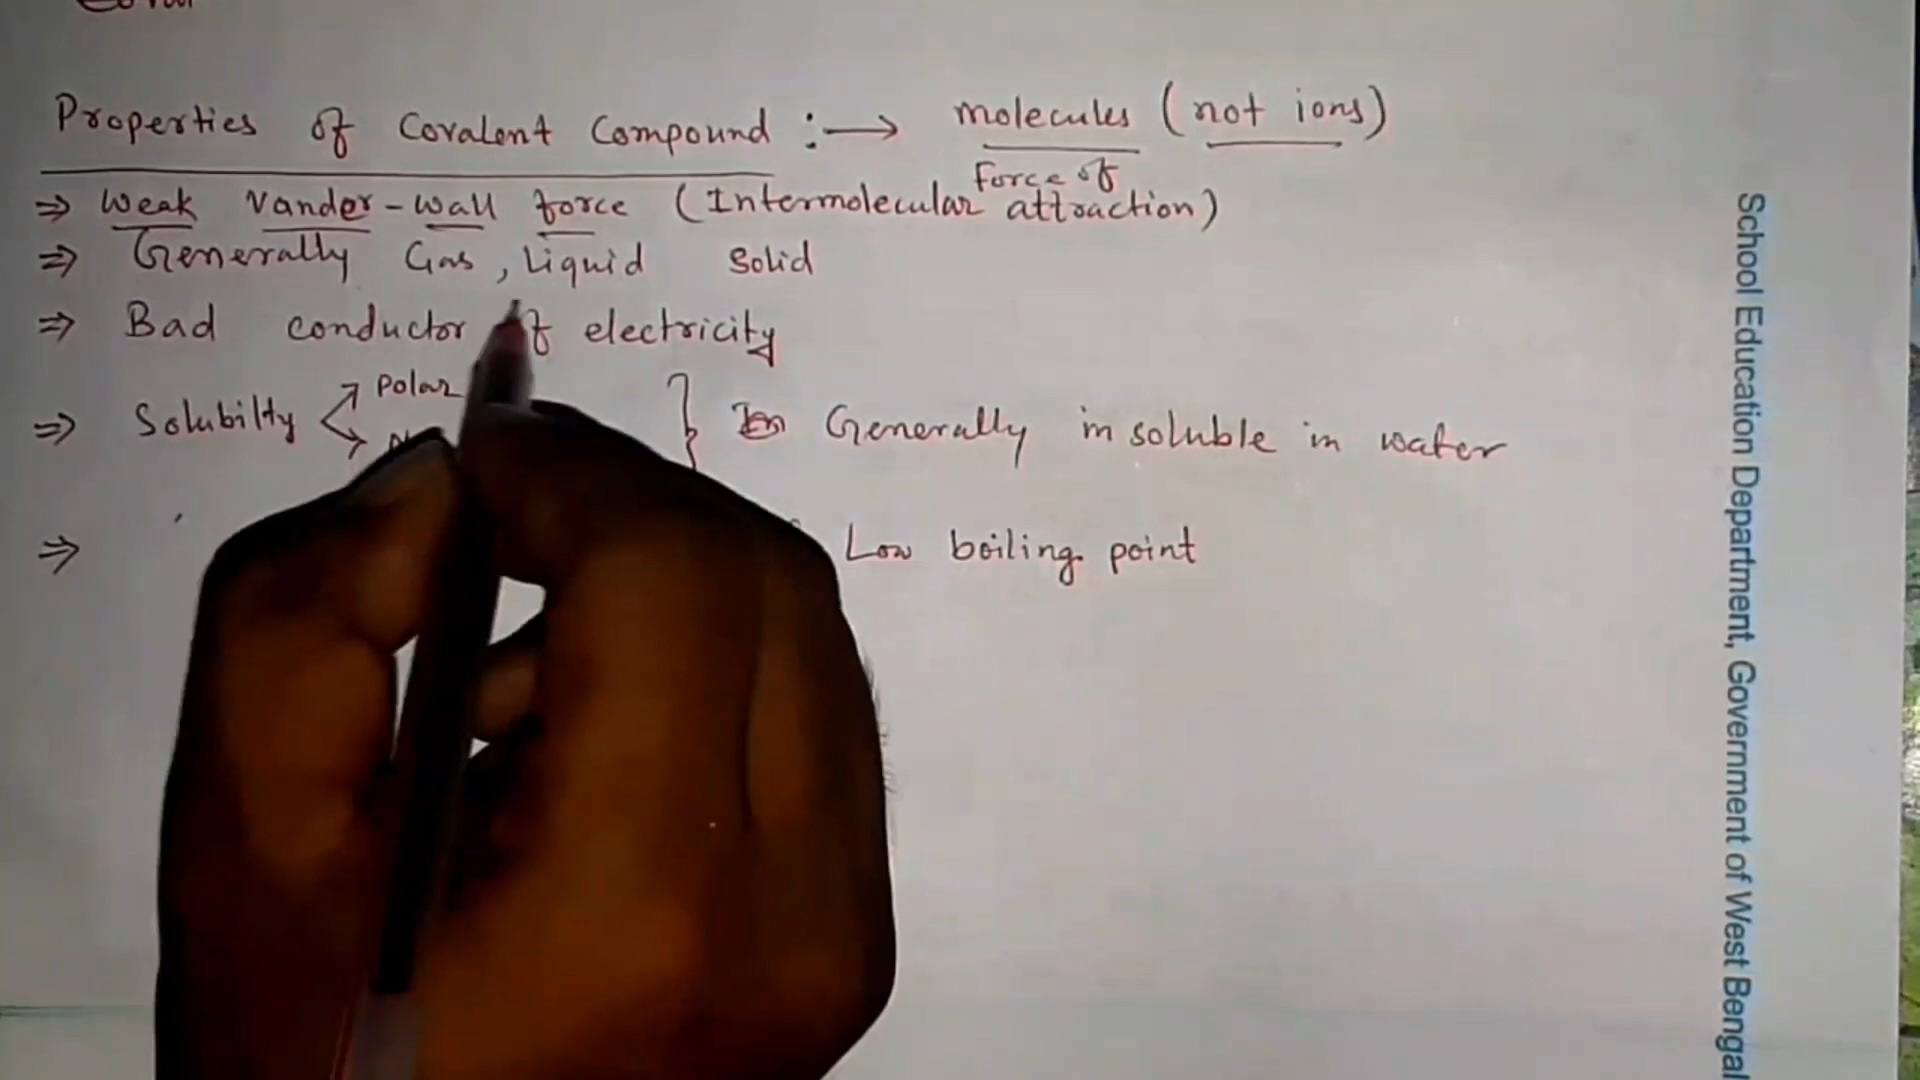 Properties of Covalent Compound :→ molecules (not ions)
⇒ Weak Vander-Wall force (Intermolecular force of attraction)
⇒ Generally Gas, Liquid Solid
⇒ Bad conductor of electricity
⇒ Solubilty Polar } Generally insoluble in water
⇒ Low boiling point
School Education Department, Government of West Bengal